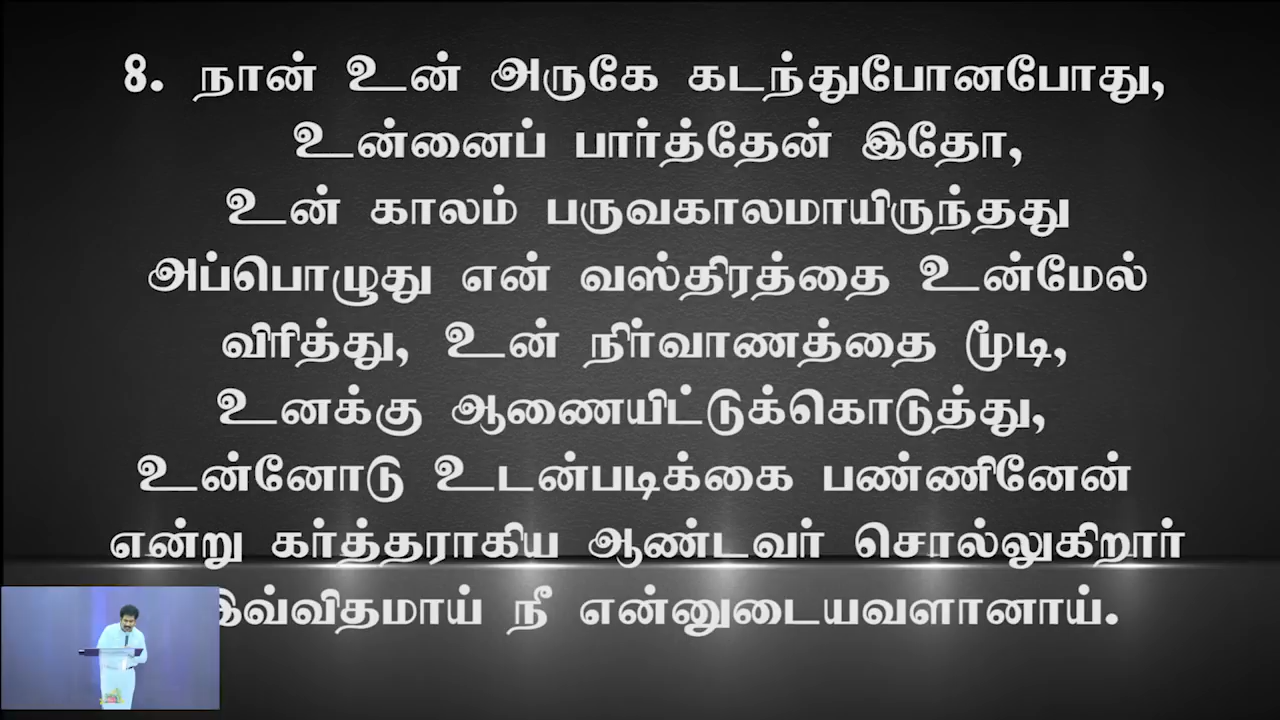 8. நான் உன் அருகே கடந்துபோனபோது,
உன்னைப் பார்த்தேன் இதோ,
உன் காலம் பருவகாலமாயிருந்தது
அப்பொழுது என் வஸ்திரத்தை உன்மேல்
விரித்து, உன் நிர்வாணத்தை மூடி,
உனக்கு ஆணையிட்டுக்கொடுத்து,
உன்னோடு உடன்படிக்கை பண்ணினேன்
என்று கர்த்தராகிய ஆண்டவர் சொல்லுகிறார்
இவ்விதமாய் நீ என்னுடையவளானாய்.